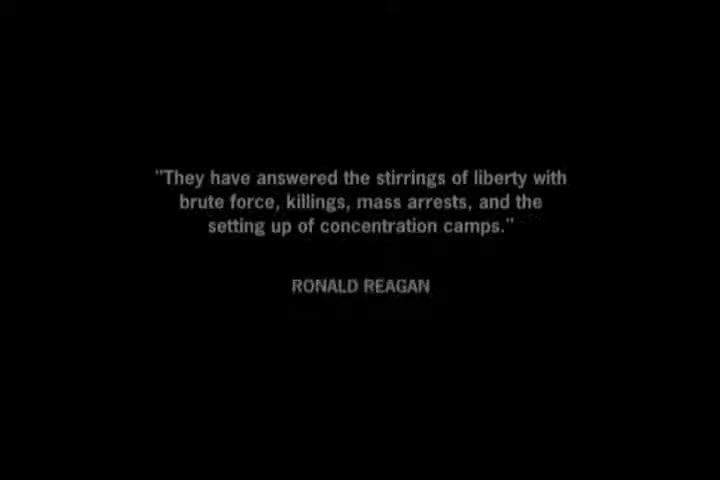 "They have answered the stirrings of liberty with
brute force, killings, mass arrests, and the
setting up of concentration camps."
RONALD REAGAN